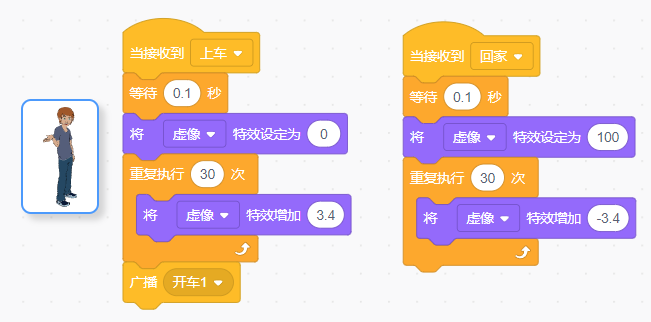 当接收到 上车
等待 0.1 秒
将 虚像 特效设定为 0
重复执行 30 次
将 虚像 特效增加 3.4
广播 开车1
当接收到 回家
等待 0.1 秒
将 虚像 特效设定为 100
重复执行 30 次
将 虚像 特效增加 -3.4